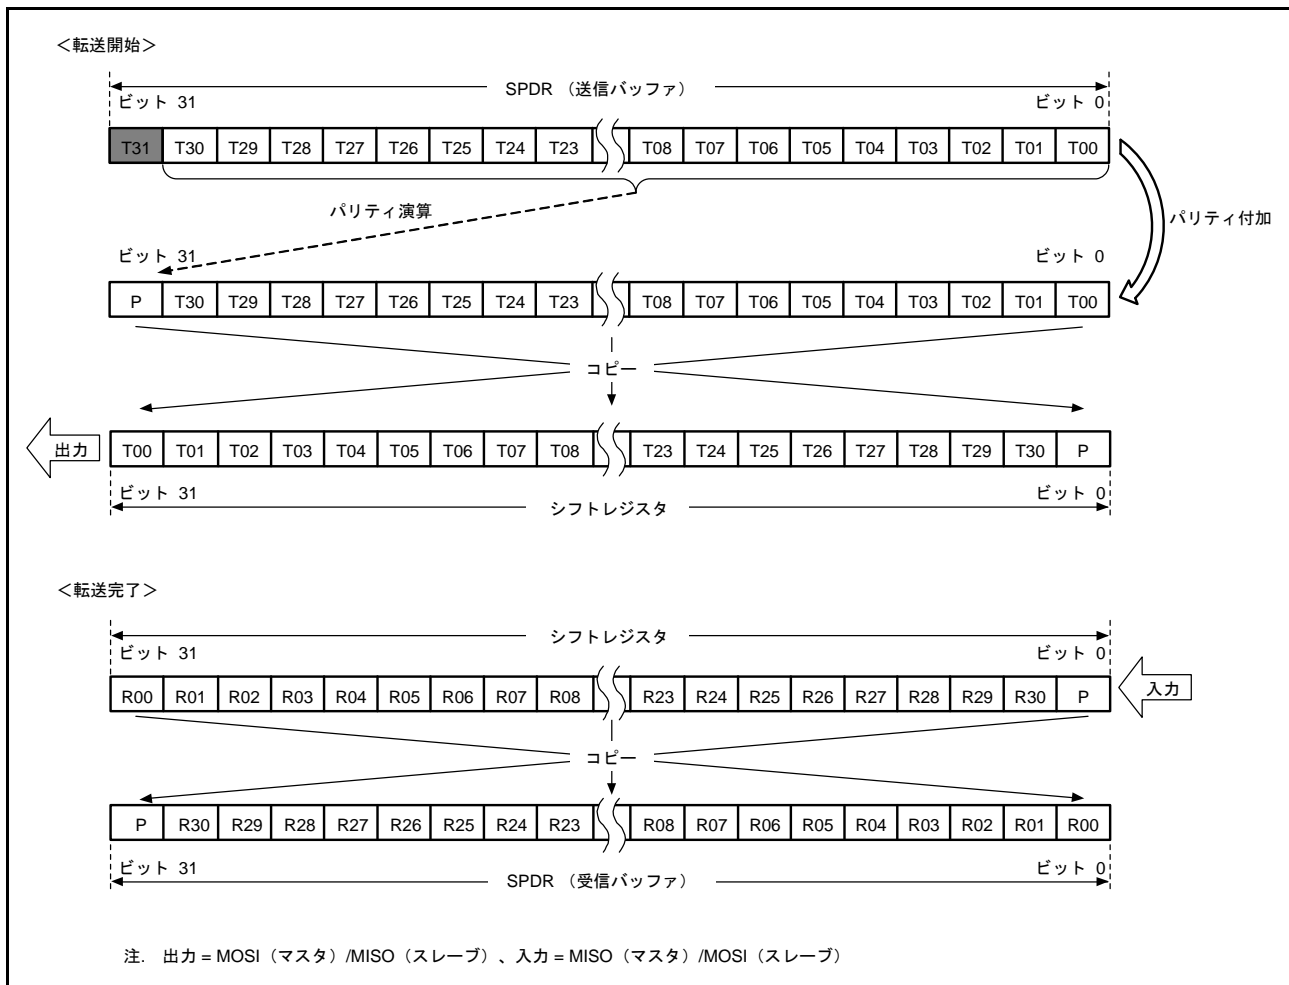 ＜転送開始＞
SPDR （送信バッファ）
ビット 31 ビット 0
T31 T30 T29 T28 T27 T26 T25 T24 T23 T08 T07 T06 T05 T04 T03 T02 T01 T00
パリティ演算
パリティ付加
ビット 31 ビット 0
P T30 T29 T28 T27 T26 T25 T24 T23 T08 T07 T06 T05 T04 T03 T02 T01 T00
コピー
出力 T00 T01 T02 T03 T04 T05 T06 T07 T08 T23 T24 T25 T26 T27 T28 T29 T30 P
ビット 31 ビット 0
シフトレジスタ
＜転送完了＞
シフトレジスタ
ビット 31 ビット 0
R00 R01 R02 R03 R04 R05 R06 R07 R08 R23 R24 R25 R26 R27 R28 R29 R30 P 入力
コピー
P R30 R29 R28 R27 R26 R25 R24 R23 R08 R07 R06 R05 R04 R03 R02 R01 R00
ビット 31 ビット 0
SPDR （受信バッファ）
注. 出力 = MOSI（マスタ）/MISO（スレーブ）、入力 = MISO（マスタ）/MOSI（スレーブ）